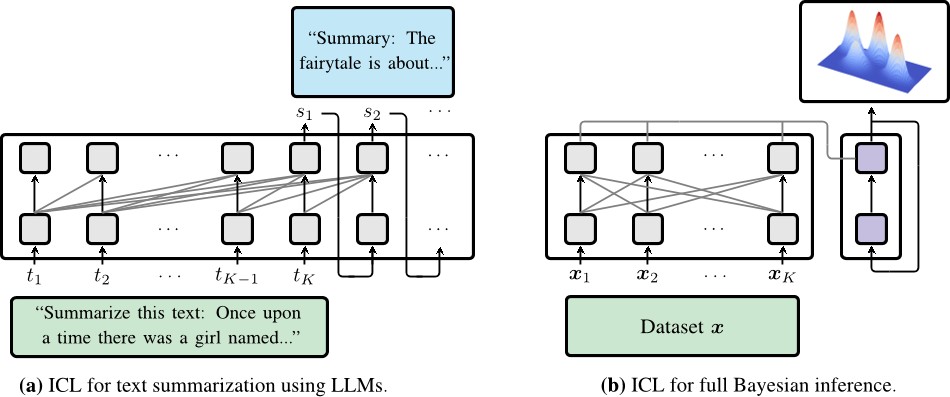 “Summary: The
fairytale is about...”
s1 s2 ...
... ...
... ...
t1 t2 ... tK−1 tK
“Summarize this text: Once upon
a time there was a girl named...”
(a) ICL for text summarization using LLMs.
...
...
x1 x2 ... xK
Dataset x
(b) ICL for full Bayesian inference.